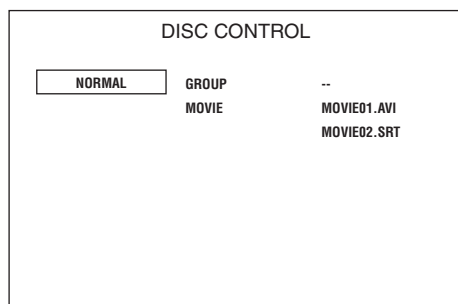 DISC CONTROL
NORMAL GROUP --
MOVIE MOVIE01.AVI
MOVIE02.SRT